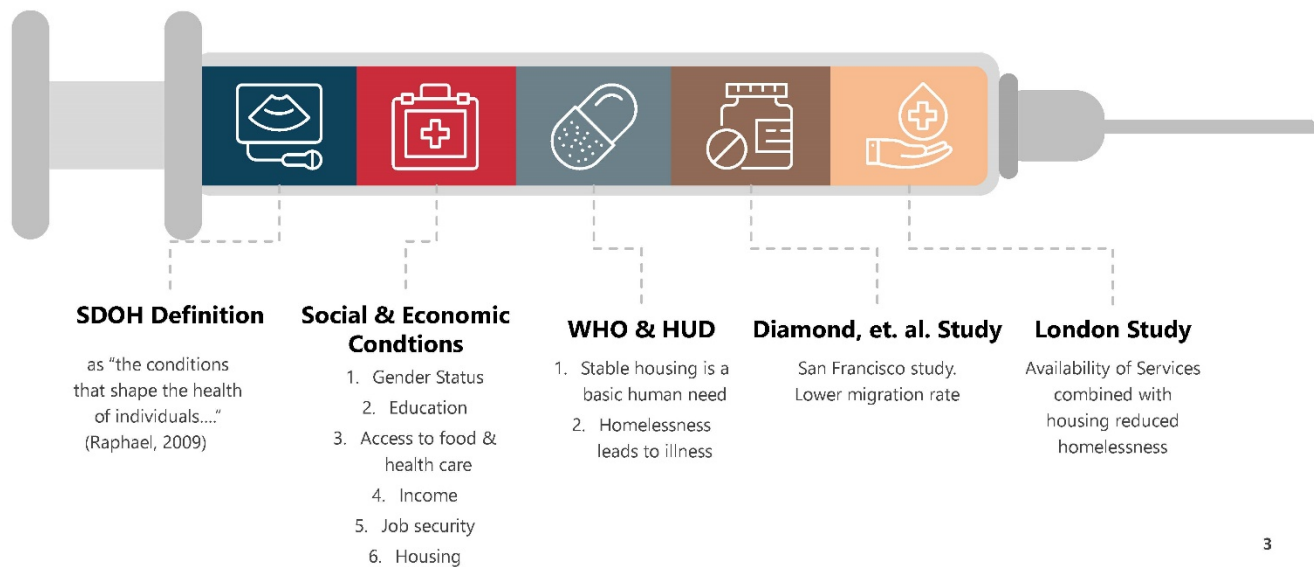 SDOH Definition
as “the conditions
that shape the health
of individuals....“
(Raphael, 2009)
Social & Economic
Condtions
1. Gender Status
2. Education
3. Access to food &
health care
4. Income
5. Job security
6. Housing
WHO & HUD
1. Stable housing is a
basic human need
2. Homelessness
leads to illness
Diamond, et. al. Study
San Francisco study.
Lower migration rate
London Study
Availability of Services
combined with
housing reduced
homelessness
3